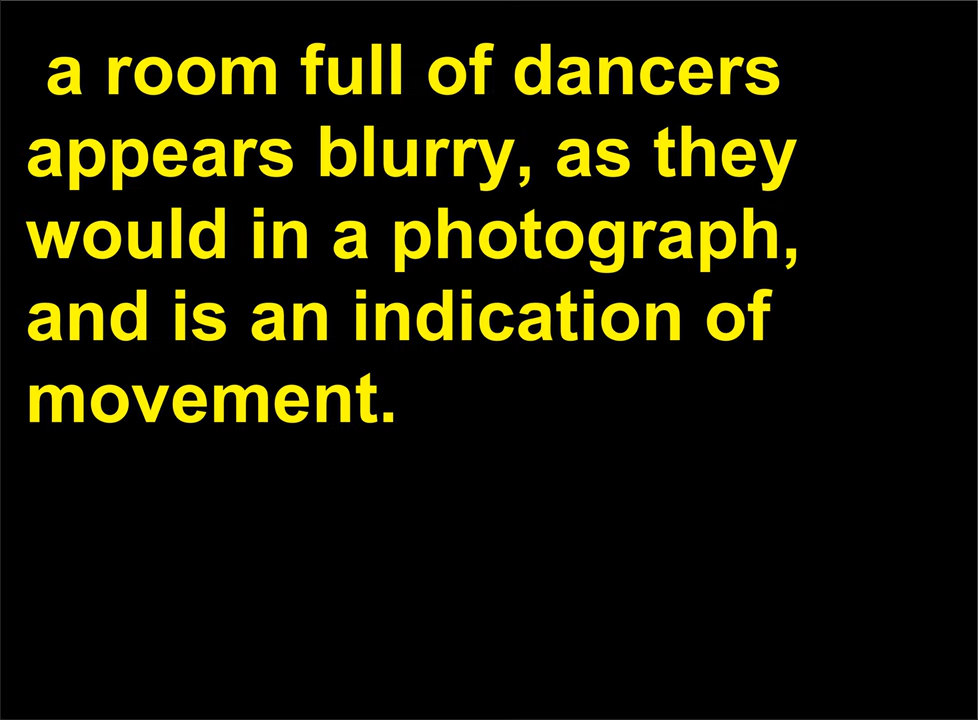 a room full of dancers
appears blurry, as they
would in a photograph,
and is an indication of
movement.